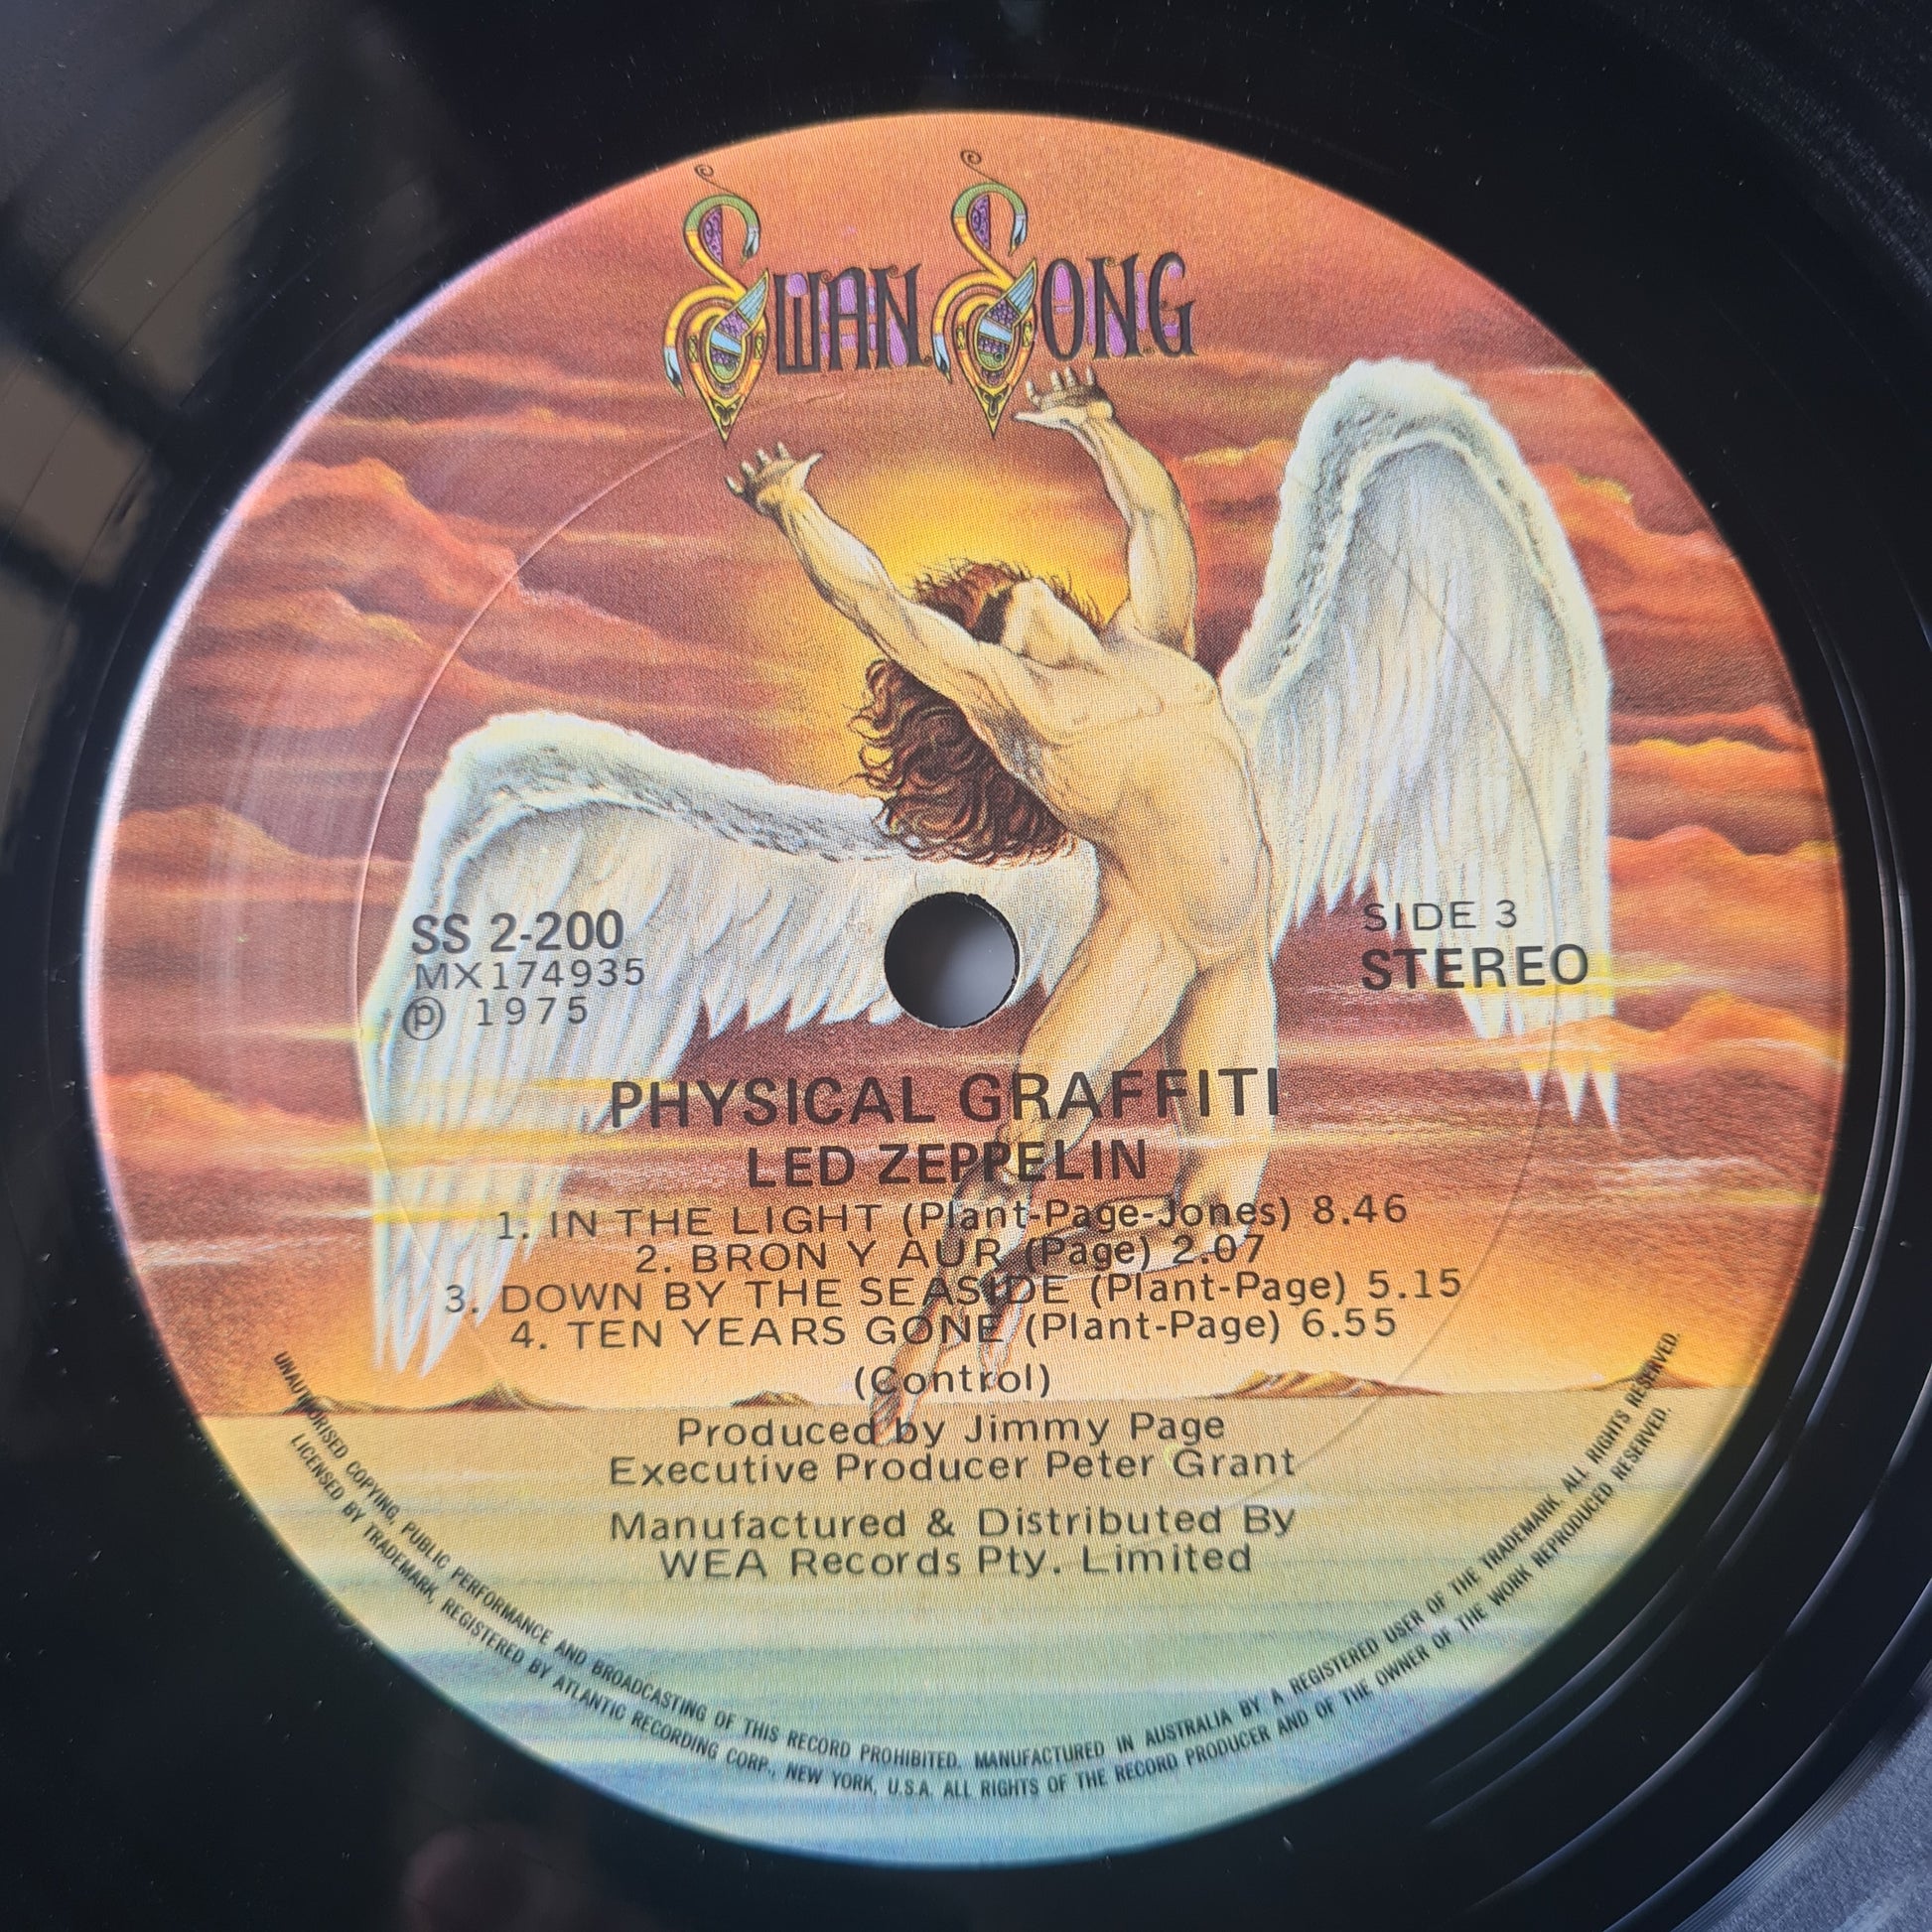 SWAN SONG
SS 2-200
MX174935
℗ 1975
SIDE 3
STEREO
PHYSICAL GRAFFITI
LED ZEPPELIN
1. IN THE LIGHT (Plant-Page-Jones) 8.46
2. BRON Y AUR (Page) 2.07
3. DOWN BY THE SEASIDE (Plant-Page) 5.15
4. TEN YEARS GONE (Plant-Page) 6.55
(Control)
Produced by Jimmy Page
Executive Producer Peter Grant
Manufactured & Distributed By
WEA Records Pty. Limited
UNAUTHORISED COPYING, PUBLIC PERFORMANCE AND BROADCASTING OF THIS RECORD PROHIBITED. MANUFACTURED IN AUSTRALIA BY A REGISTERED USER OF THE TRADEMARK. ALL RIGHTS RESERVED.
LICENSED BY TRADEMARK, REGISTERED BY ATLANTIC RECORDING CORP., NEW YORK, U.S.A. ALL RIGHTS OF THE RECORD PRODUCER AND OF THE OWNER OF THE WORK REPRODUCED RESERVED.